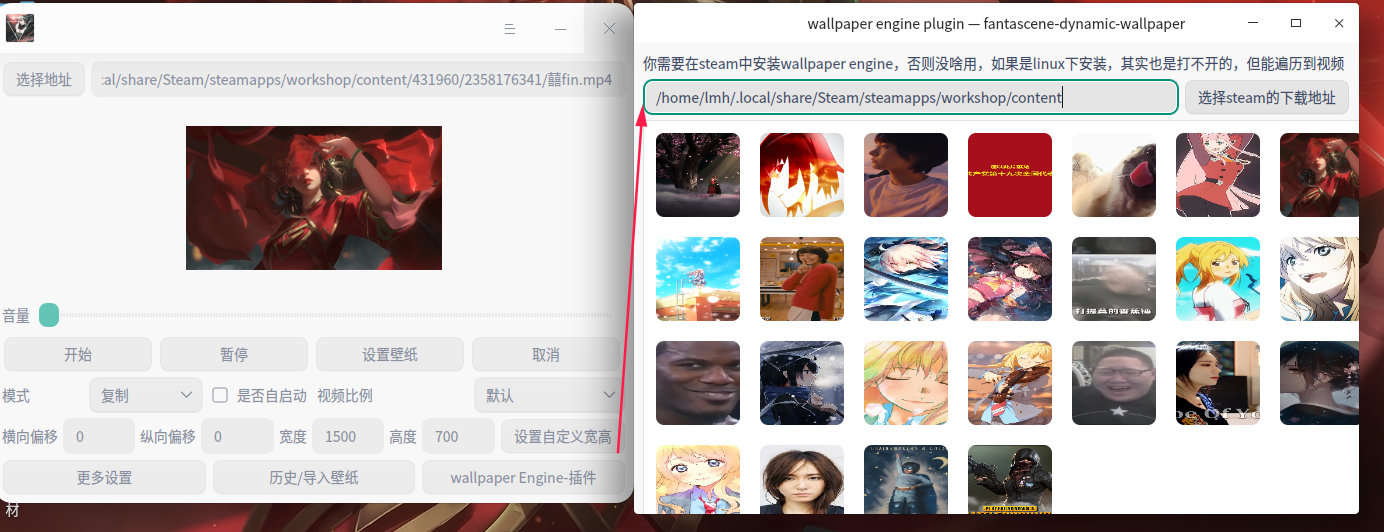 选择地址
:al/share/Steam/steamapps/workshop/content/431960/2358176341/囍fin.mp4
音量
开始
暂停
设置壁纸
取消
模式
复制
是否自启动
视频比例
默认
横向偏移
0
纵向偏移
0
宽度
1500
高度
700
设置自定义宽高
更多设置
历史/导入壁纸
wallpaper Engine-插件
材
wallpaper engine plugin — fantascene-dynamic-wallpaper
你需要在steam中安装wallpaper engine，否则没啥用，如果是linux下安装，其实也是打不开的，但能遍历到视频
/home/lmh/.local/share/Steam/steamapps/workshop/content
选择steam的下载地址